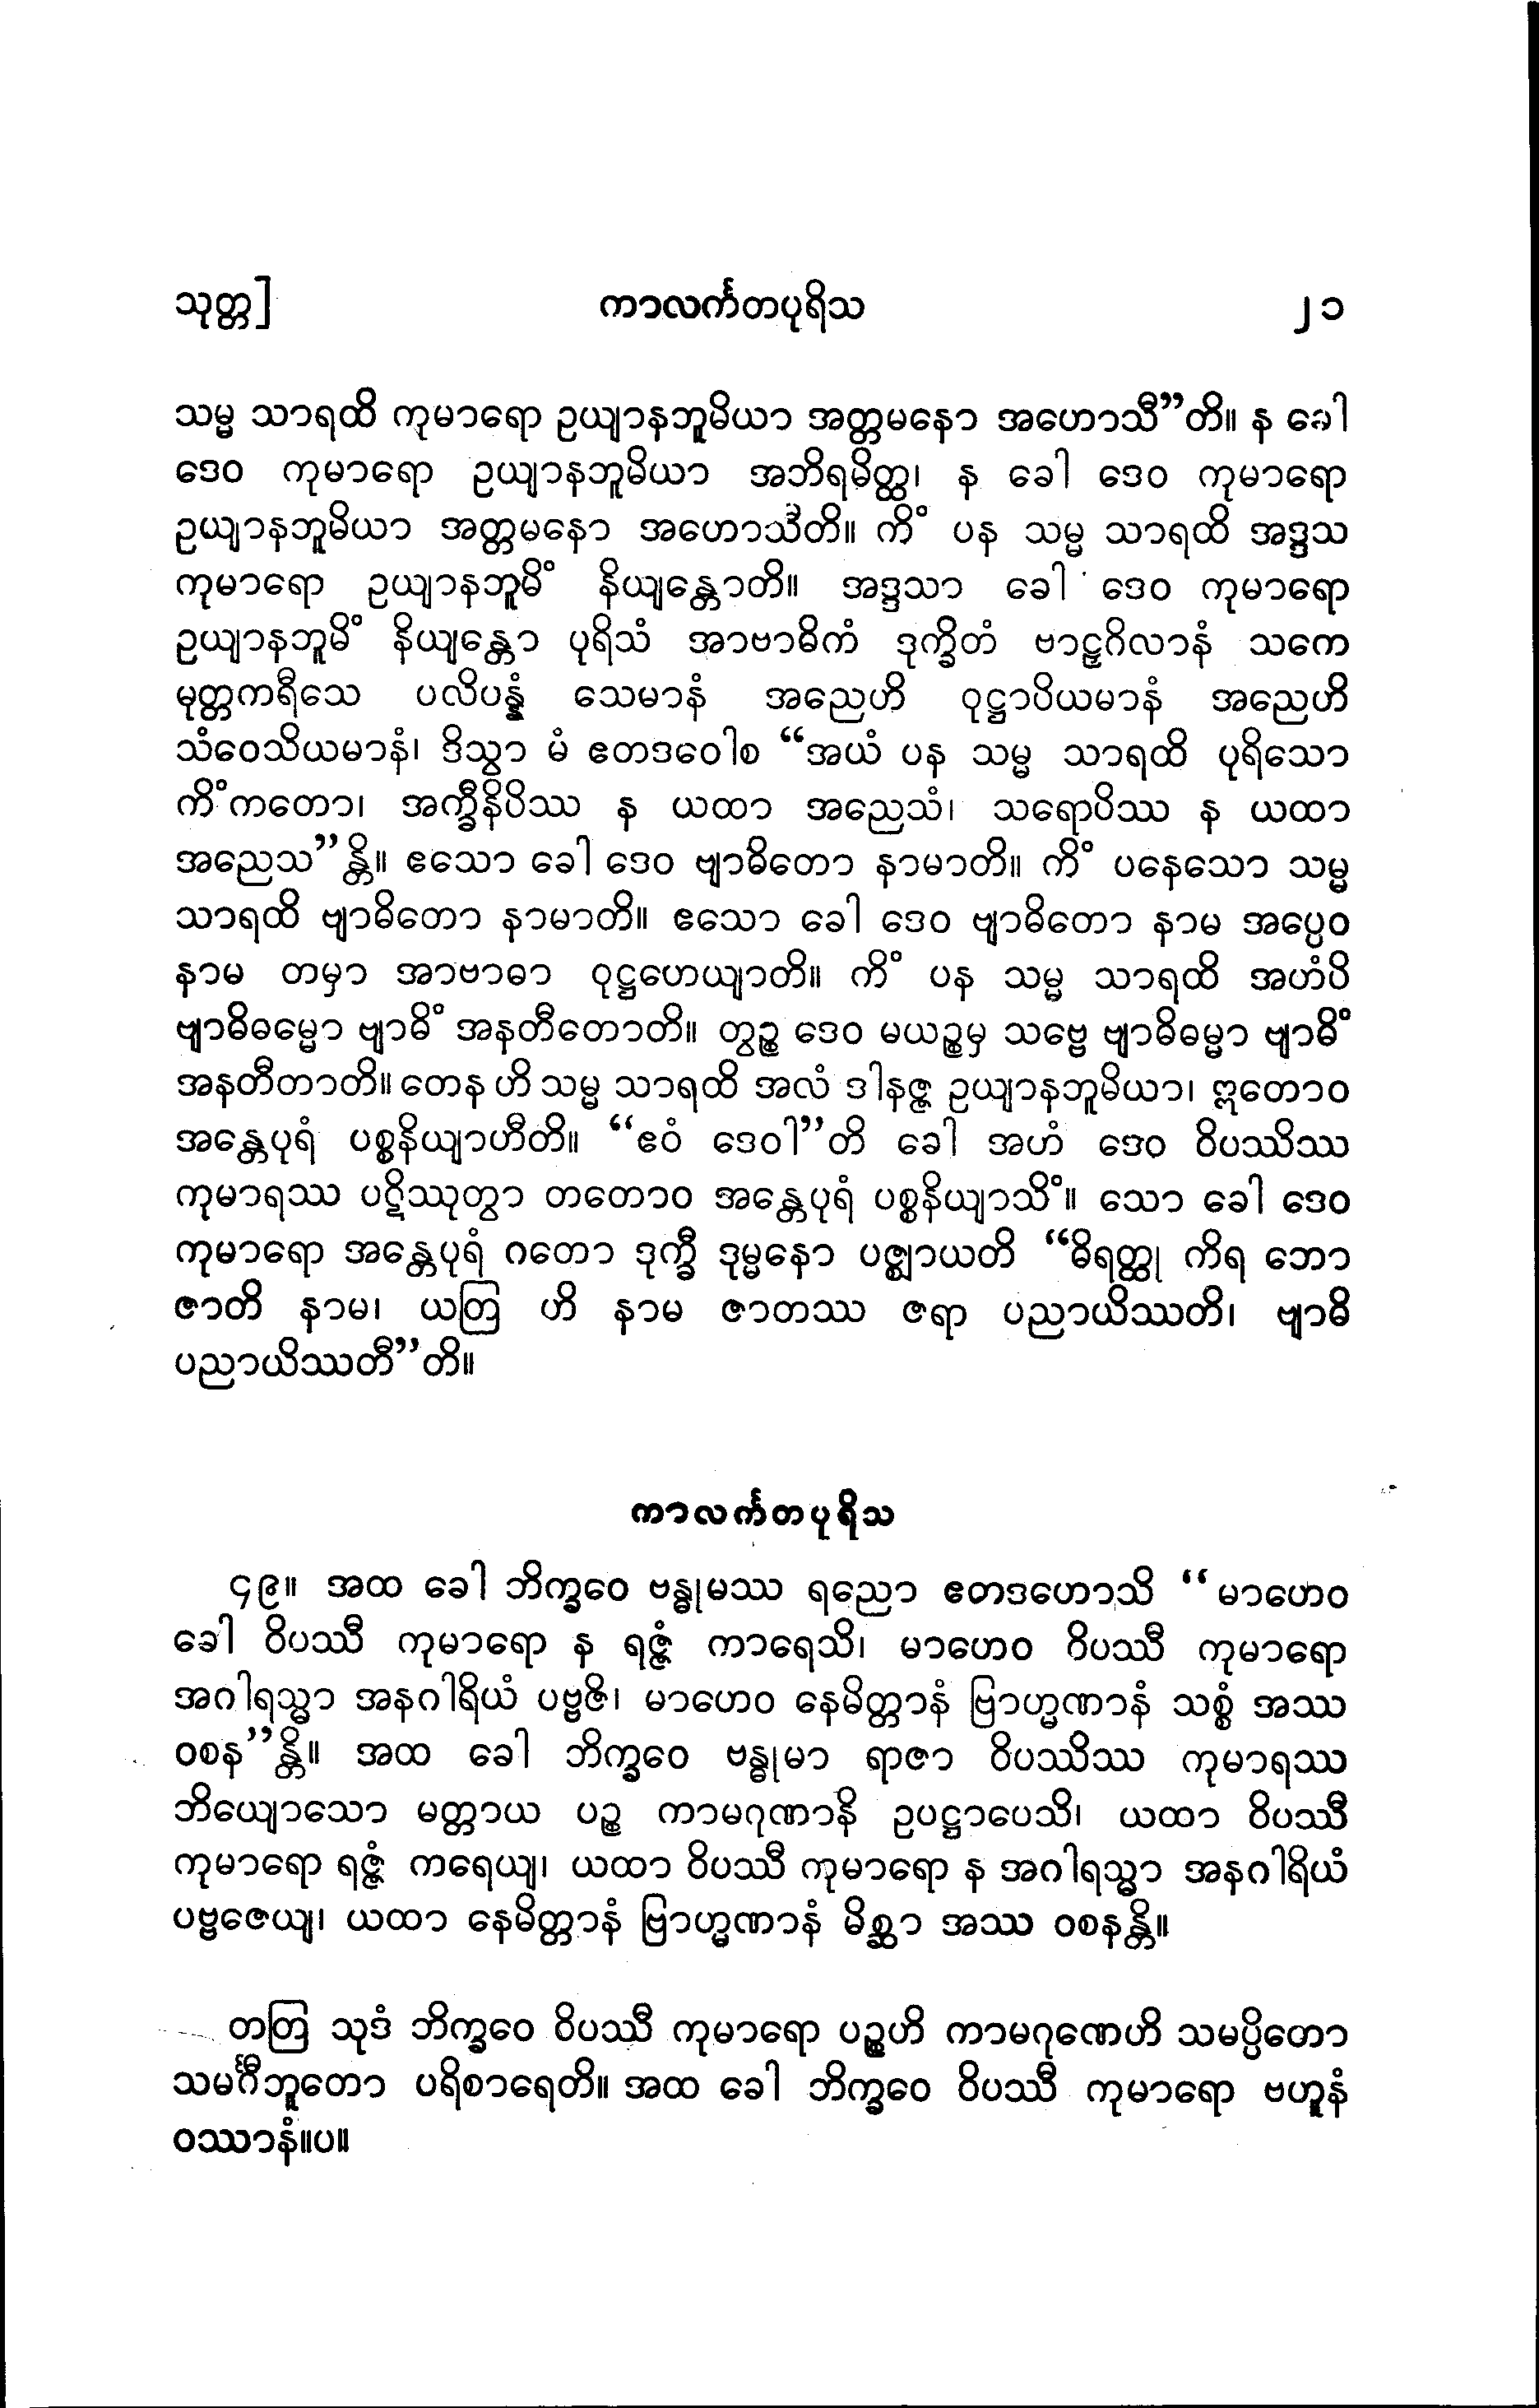 သုတ္တ] ကာလင်္ကတပုရိသ ၂၁
သမ္မ သာရထိ ကုမာရော ဥယျာနဘူမိယာ အတ္တမနော အဟောသီ”တိ။ န ခေါ
ဒေဝ ကုမာရော ဥယျာနဘူမိယာ အဘိရမိတ္ထ၊ န ခေါ ဒေဝ ကုမာရော
ဥယျာနဘူမိယာ အတ္တမနော အဟောသီတိ။ ကိံ ပန သမ္မ သာရထိ အဒ္ဒသ
ကုမာရော ဥယျာနဘူမိံ နိယျန္တောတိ။ အဒ္ဒသာ ခေါ ဒေဝ ကုမာရော
ဥယျာနဘူမိံ နိယျန္တော ပုရိသံ အာဗာဓိကံ ဒုက္ခိတံ ဗာဠှဂိလာနံ သကေ
မုတ္တကရီသေ ပလိပန္နံ သေမာနံ အညေဟိ ဝုဋ္ဌာပိယမာနံ အညေဟိ
သံဝေသိယမာနံ၊ ဒိသွာ မံ ဧတဒဝေါစ “အယံ ပန သမ္မ သာရထိ ပုရိသော
ကိံကတော၊ အက္ခီနိပိဿ န ယထာ အညေသံ၊ သရောပိဿ န ယထာ
အညေသ”န္တိ။ ဧသော ခေါ ဒေဝ ဗျာဓိတော နာမာတိ။ ကိံ ပနေသော သမ္မ
သာရထိ ဗျာဓိတော နာမာတိ။ ဧသော ခေါ ဒေဝ ဗျာဓိတော နာမ အပ္ပေဝ
နာမ တမှာ အာဗာဓာ ဝုဋ္ဌဟေယျာတိ။ ကိံ ပန သမ္မ သာရထိ အဟံပိ
ဗျာဓိဓမ္မော ဗျာဓိံ အနတီတောတိ။ တွဉ္စ ဒေဝ မယဉ္စမှ သဗ္ဗေ ဗျာဓိဓမ္မာ ဗျာဓိံ
အနတီတာတိ။ တေန ဟိ သမ္မ သာရထိ အလံ ဒါနဇ္ဇ ဥယျာနဘူမိယာ၊ ဣတောဝ
အန္တေပုရံ ပစ္စနိယျာဟီတိ။ “ဧဝံ ဒေဝါ”တိ ခေါ အဟံ ဒေဝ ဝိပဿိဿ
ကုမာရဿ ပဋိဿုတွာ တတောဝ အန္တေပုရံ ပစ္စနိယျာသိံ။ သော ခေါ ဒေဝ
ကုမာရော အန္တေပုရံ ဂတော ဒုက္ခီ ဒုမ္မနော ပဇ္ဈာယတိ “ဓိရတ္ထု ကိရ ဘော
ဇာတိ နာမ၊ ယတြ ဟိ နာမ ဇာတဿ ဇရာ ပညာယိဿတိ၊ ဗျာဓိ
ပညာယိဿတီ”တိ။
ကာလင်္ကတပုရိသ
၄၉။ အထ ခေါ ဘိက္ခဝေ ဗန္ဓုမဿ ရညော ဧတဒဟောသိ “မာဟေဝ
ခေါ ဝိပဿီ ကုမာရော န ရဇ္ဇံ ကာရေသိ၊ မာဟေဝ ဝိပဿီ ကုမာရော
အဂါရသ္မာ အနဂါရိယံ ပဗ္ဗဇိ၊ မာဟေဝ နေမိတ္တာနံ ဗြာဟ္မဏာနံ သစ္စံ အဿ
ဝစန”န္တိ။ အထ ခေါ ဘိက္ခဝေ ဗန္ဓုမာ ရာဇာ ဝိပဿိဿ ကုမာရဿ
ဘိယျောသော မတ္တာယ ပဉ္စ ကာမဂုဏာနိ ဥပဋ္ဌာပေသိ၊ ယထာ ဝိပဿီ
ကုမာရော ရဇ္ဇံ ကရေယျ၊ ယထာ ဝိပဿီ ကုမာရော န အဂါရသ္မာ အနဂါရိယံ
ပဗ္ဗဇေယျ၊ ယထာ နေမိတ္တာနံ ဗြာဟ္မဏာနံ မိစ္ဆာ အဿ ဝစနန္တိ။
တတြ သုဒံ ဘိက္ခဝေ ဝိပဿီ ကုမာရော ပဉ္စဟိ ကာမဂုဏေဟိ သမပ္ပိတော
သမင်္ဂီဘူတော ပရိစာရေတိ။ အထ ခေါ ဘိက္ခဝေ ဝိပဿီ ကုမာရော ဗဟူနံ
ဝဿာနံ။ပ။